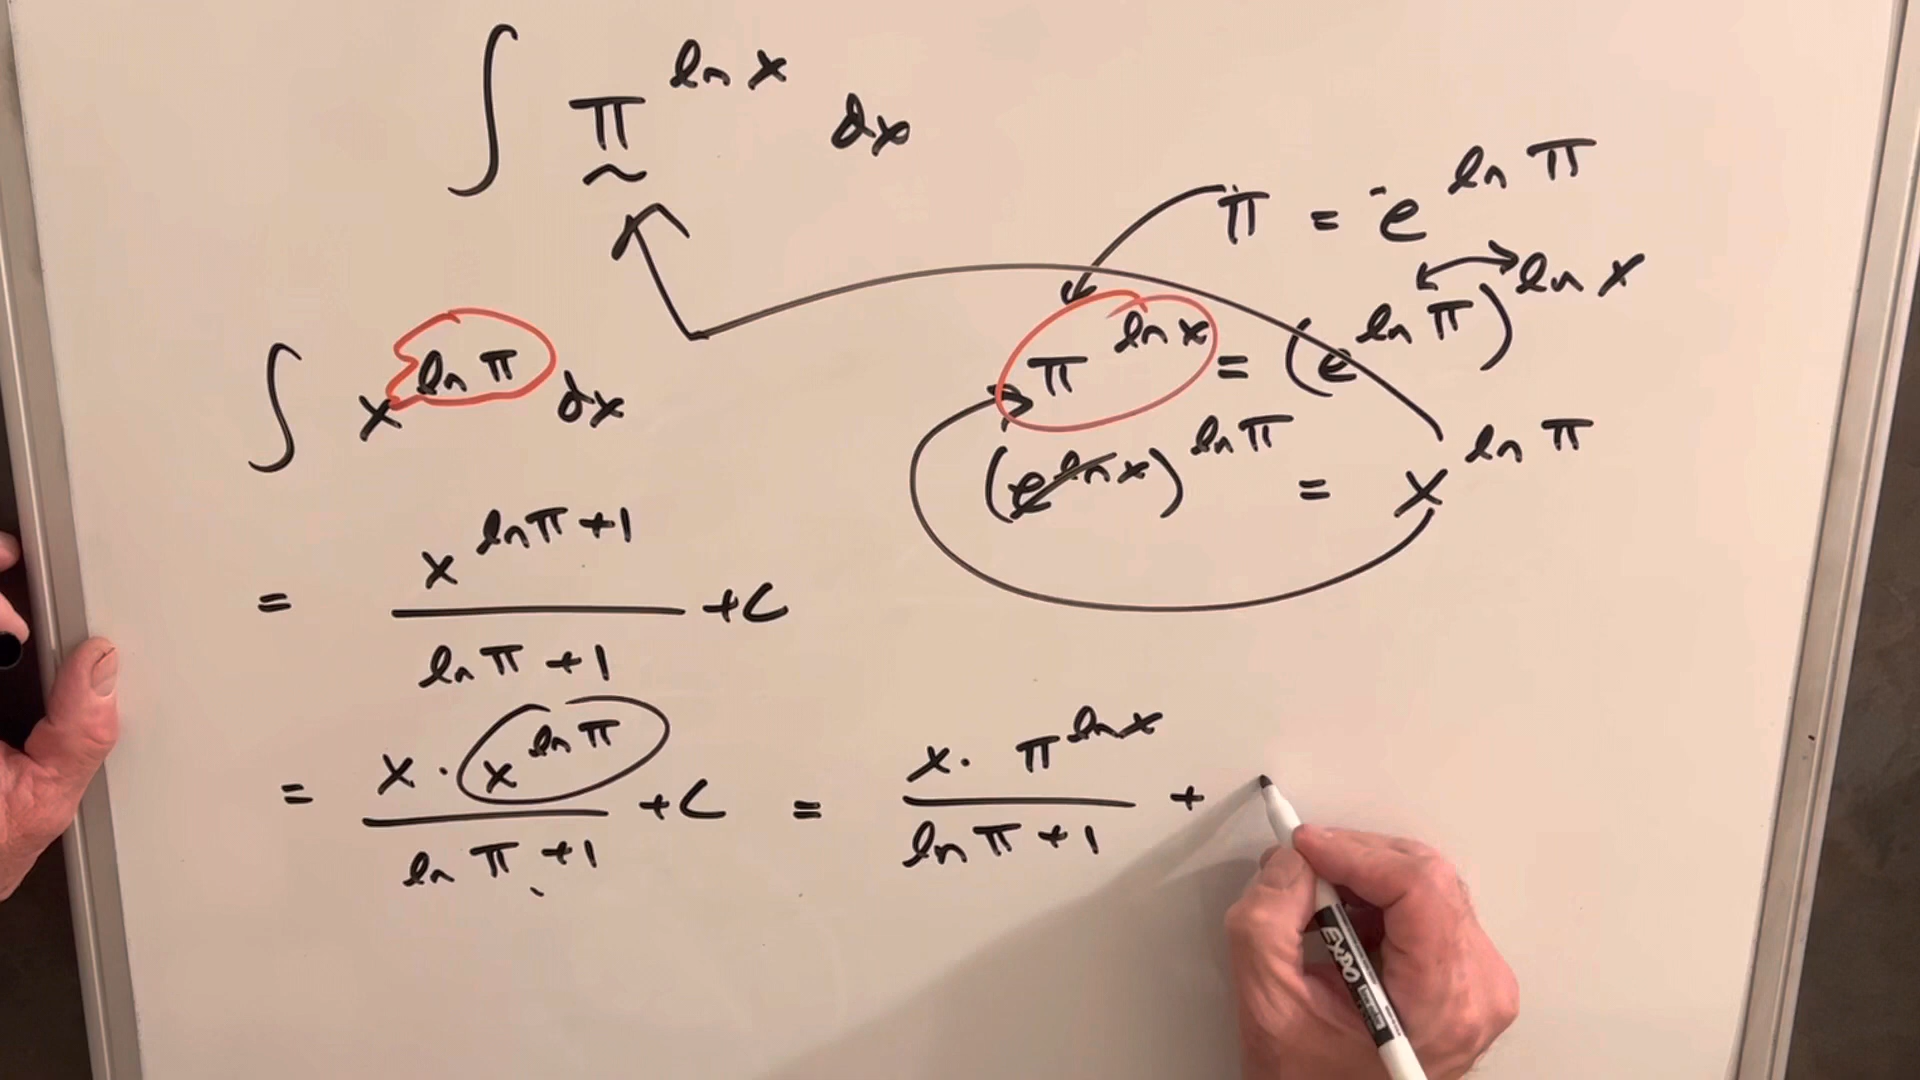 ∫ π^(ln x) dx
π = e^(ln π)
π^(ln x) = (e^(ln π))^(ln x)
(e^(ln x))^(ln π) = x^(ln π)
∫ x^(ln π) dx
= x^(ln π + 1) / (ln π + 1) + C
= x · x^(ln π) / (ln π + 1) + C = x · π^(ln x) / (ln π + 1) +
EXPO